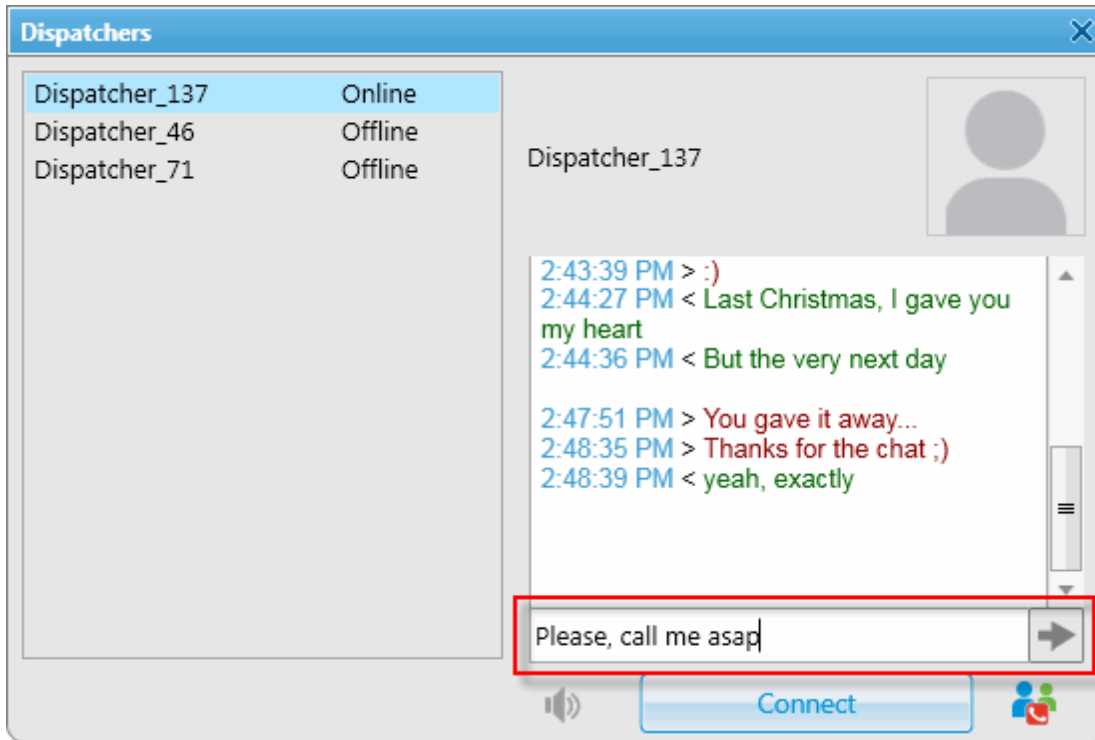 Dispatchers
Dispatcher_137 Online
Dispatcher_46 Offline
Dispatcher_71 Offline
Dispatcher_137
2:43:39 PM > :)
2:44:27 PM < Last Christmas, I gave you
my heart
2:44:36 PM < But the very next day
2:47:51 PM > You gave it away...
2:48:35 PM > Thanks for the chat ;)
2:48:39 PM < yeah, exactly
Please, call me asap
Connect